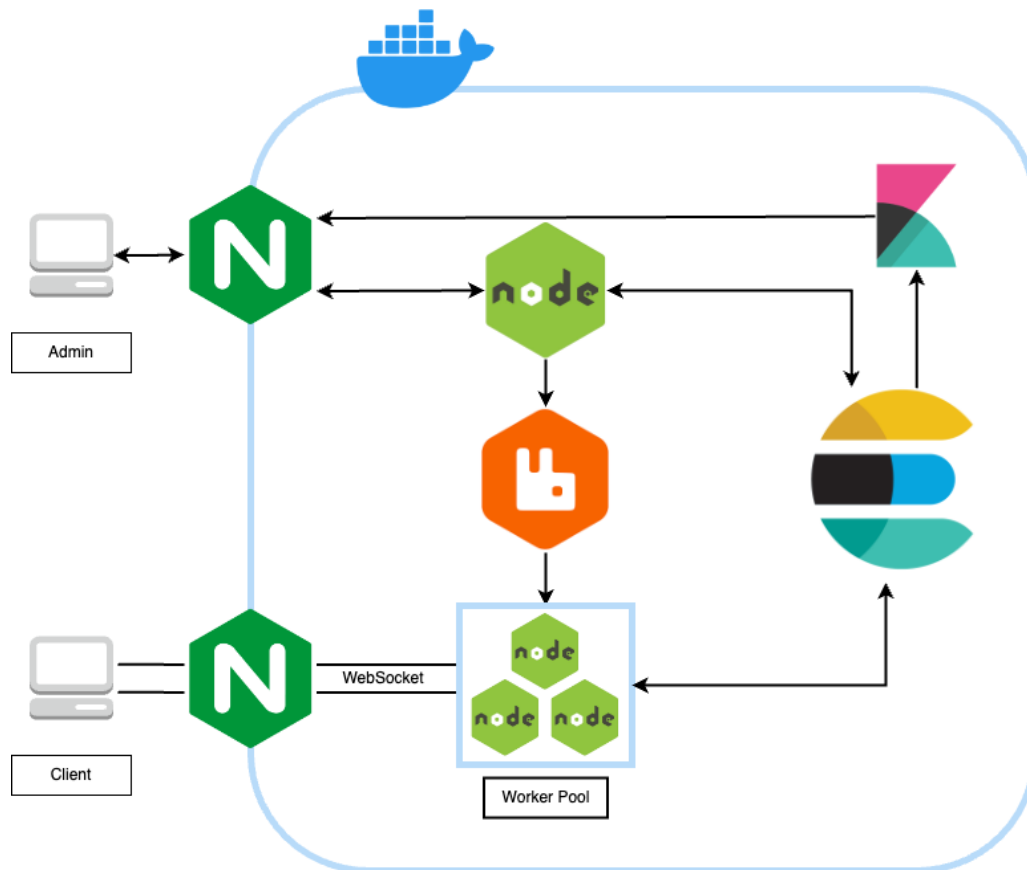 N
node
Admin
N
WebSocket
node
node
node
Client
Worker Pool